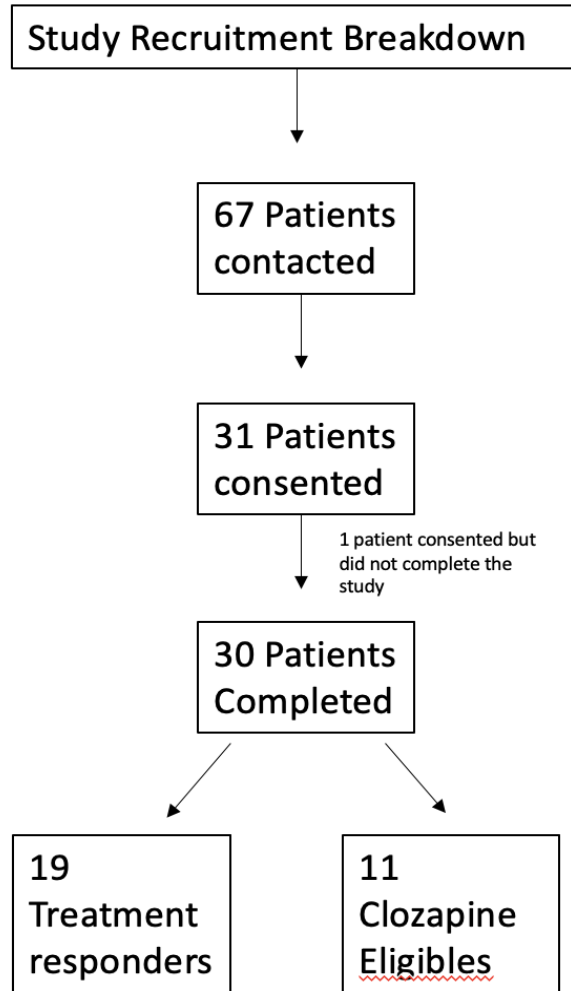 Study Recruitment Breakdown
67 Patients
contacted
31 Patients
consented
1 patient consented but
did not complete the
study
30 Patients
Completed
19
Treatment
responders
11
Clozapine
Eligibles